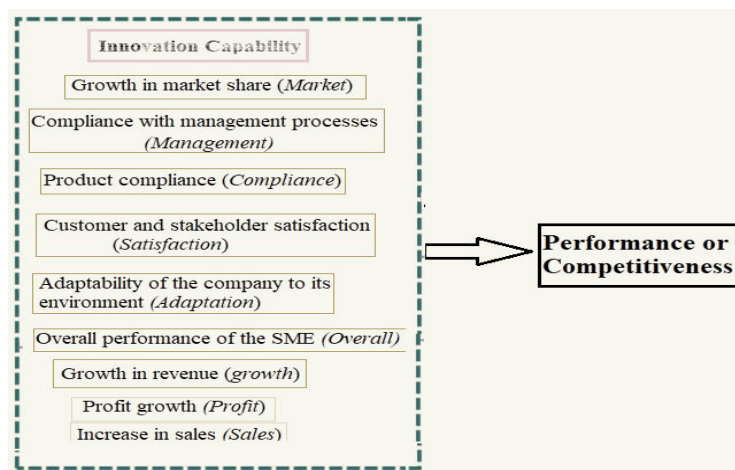 Innovation Capability
Growth in market share (Market)
Compliance with management processes
(Management)
Product compliance (Compliance)
Customer and stakeholder satisfaction
(Satisfaction)
Adaptability of the company to its
environment (Adaptation)
Overall performance of the SME (Overall)
Growth in revenue (growth)
Profit growth (Profit)
Increase in sales (Sales)
Performance or
Competitiveness